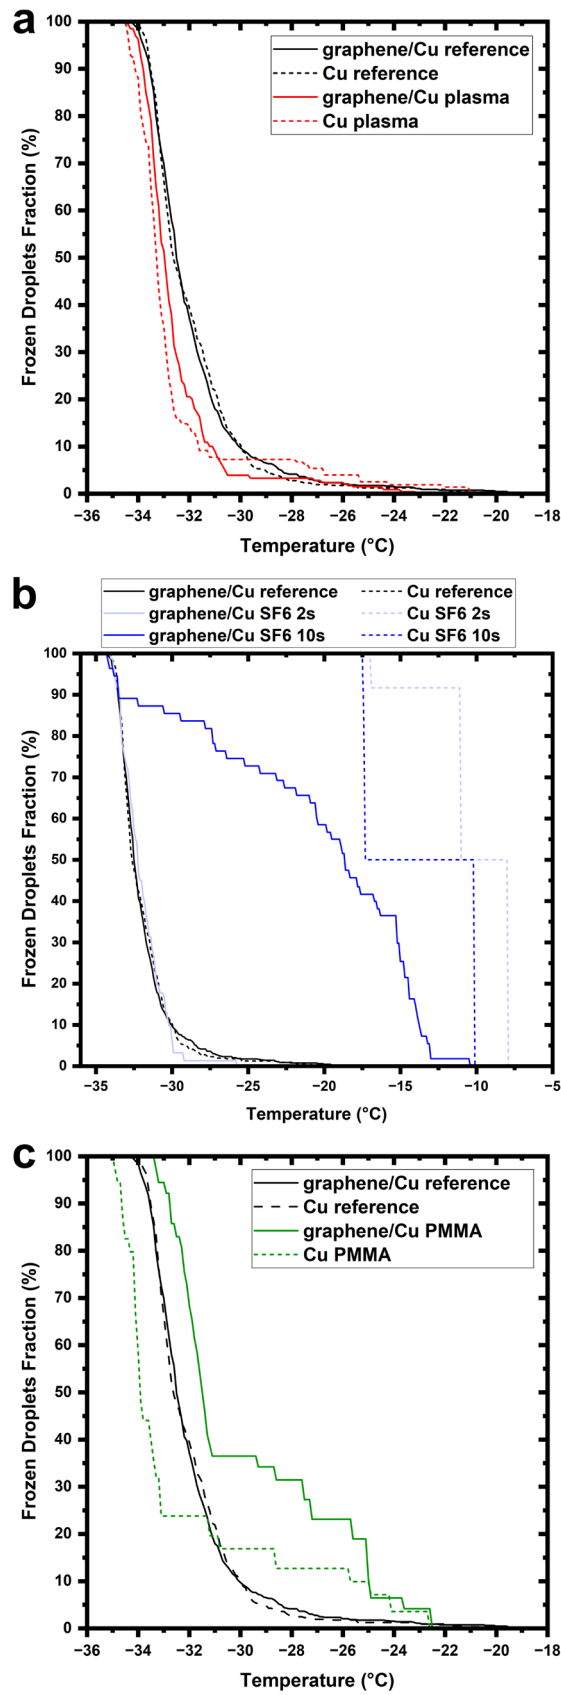 a
graphene/Cu reference
Cu reference
graphene/Cu plasma
Cu plasma
Frozen Droplets Fraction (%)
100
90
80
70
60
50
40
30
20
10
0
−36 −34 −32 −30 −28 −26 −24 −22 −20 −18
Temperature (°C)
b
graphene/Cu reference Cu reference
graphene/Cu SF6 2s Cu SF6 2s
graphene/Cu SF6 10s Cu SF6 10s
Frozen Droplets Fraction (%)
100
90
80
70
60
50
40
30
20
10
0
−35 −30 −25 −20 −15 −10 −5
Temperature (°C)
c
graphene/Cu reference
Cu reference
graphene/Cu PMMA
Cu PMMA
Frozen Droplets Fraction (%)
100
90
80
70
60
50
40
30
20
10
0
−36 −34 −32 −30 −28 −26 −24 −22 −20 −18
Temperature (°C)